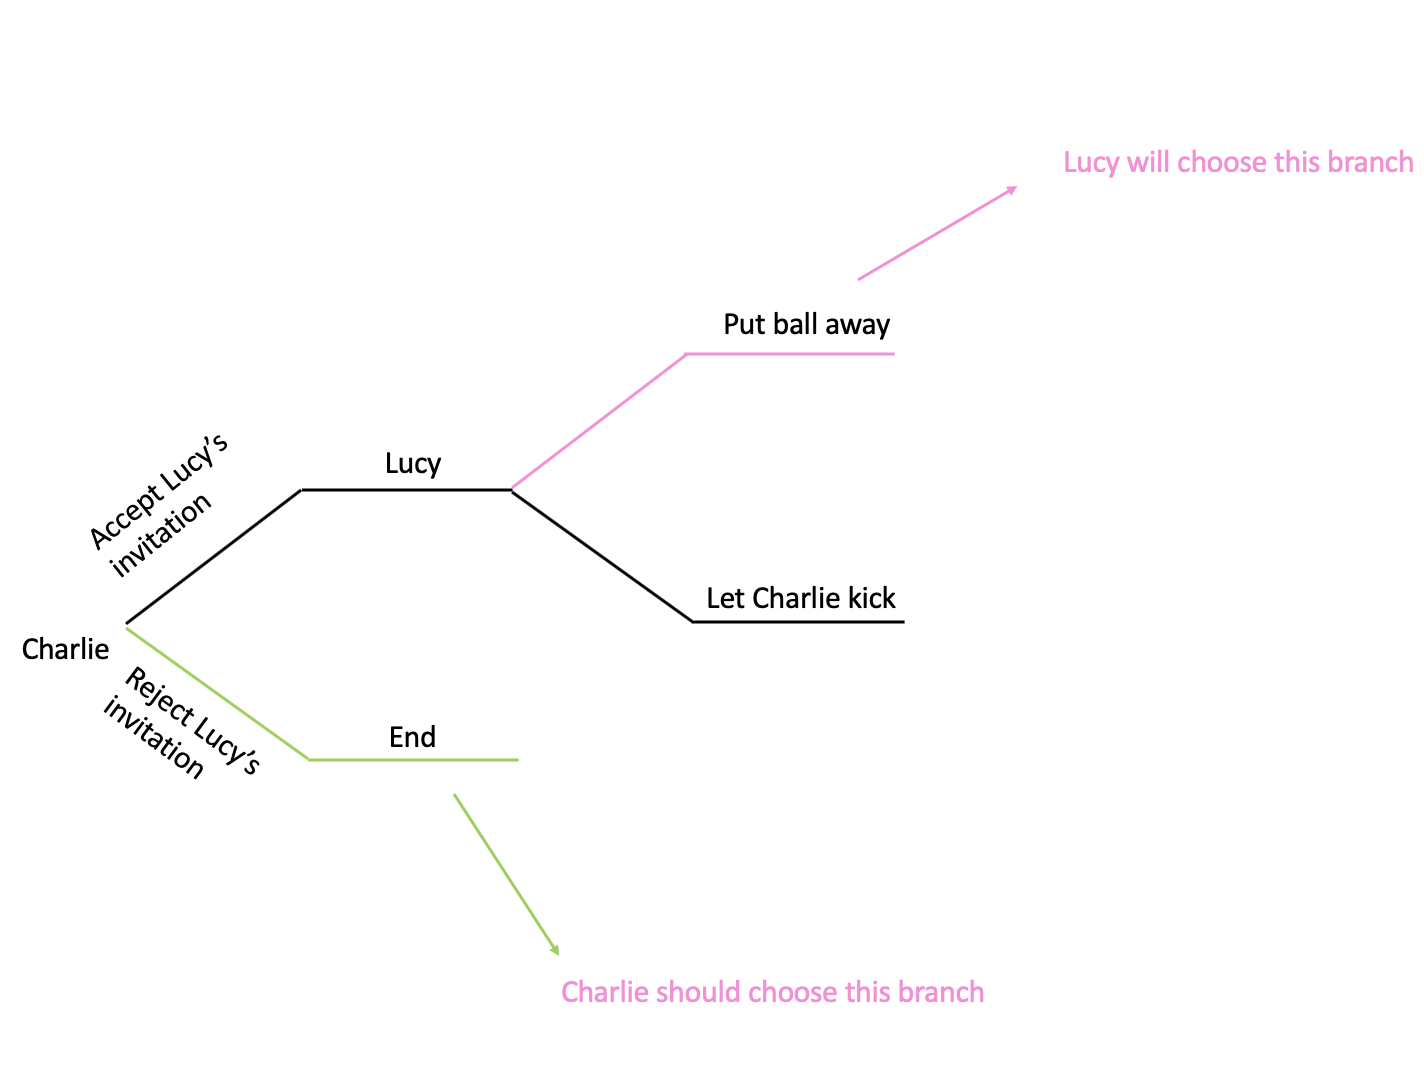 Lucy will choose this branch
Put ball away
Accept Lucy’s
invitation
Lucy
Let Charlie kick
Charlie
Reject Lucy’s
invitation
End
Charlie should choose this branch